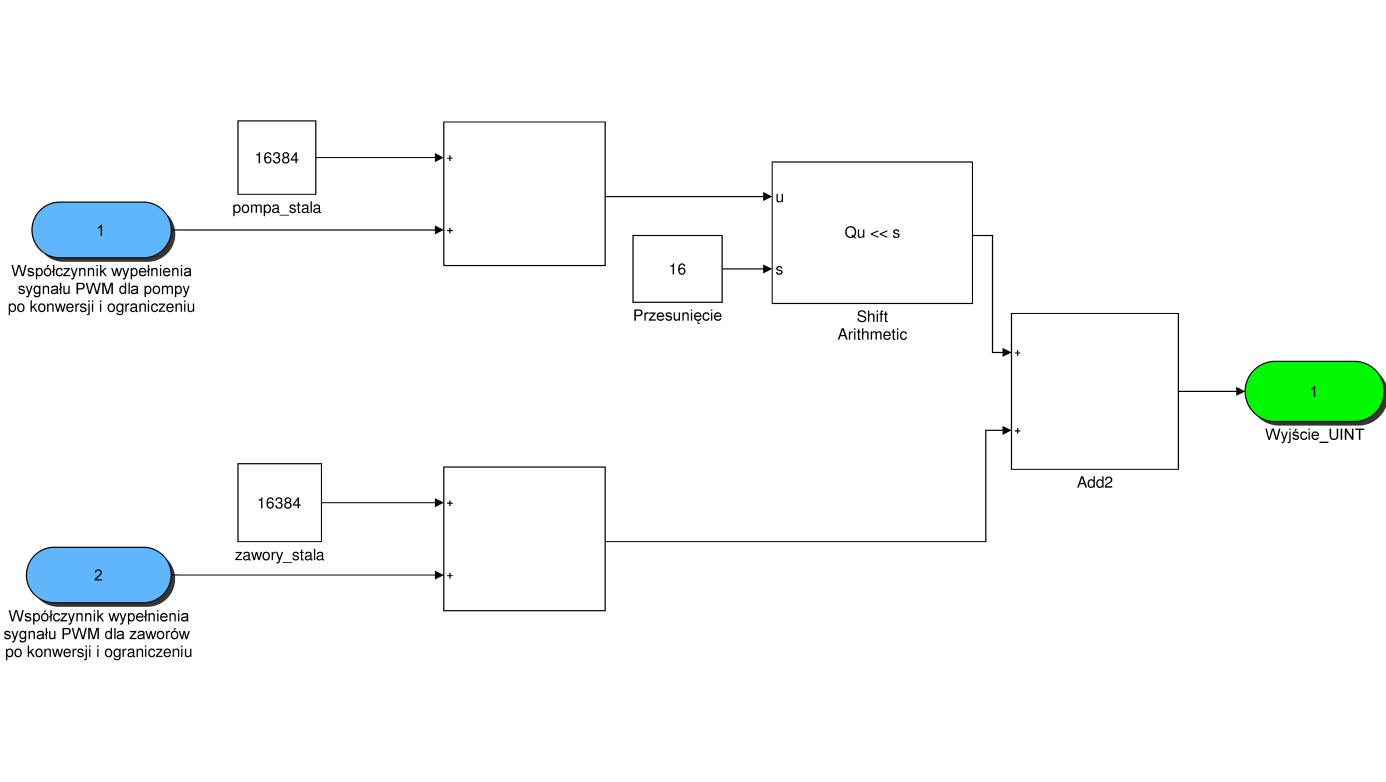 16384
+
pompa_stala
1
+
Współczynnik wypełnienia
sygnału PWM dla pompy
po konwersji i ograniczeniu
u
Qu << s
16
s
Przesunięcie
Shift
Arithmetic
+
1
+
Wyjście_UINT
Add2
16384
+
zawory_stala
2
+
Współczynnik wypełnienia
sygnału PWM dla zaworów
po konwersji i ograniczeniu